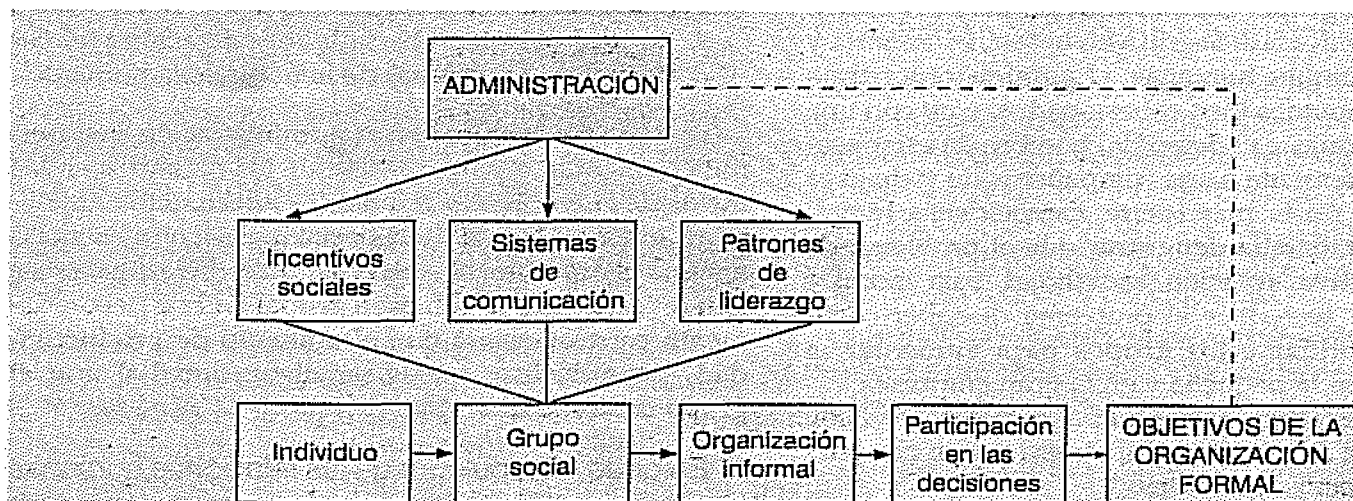 ADMINISTRACIÓN
Incentivos
sociales
Sistemas
de
comunicación
Patrones
de
liderazgo
Individuo
Grupo
social
Organización
informal
Participación
en las
decisiones
OBJETIVOS DE LA
ORGANIZACIÓN
FORMAL